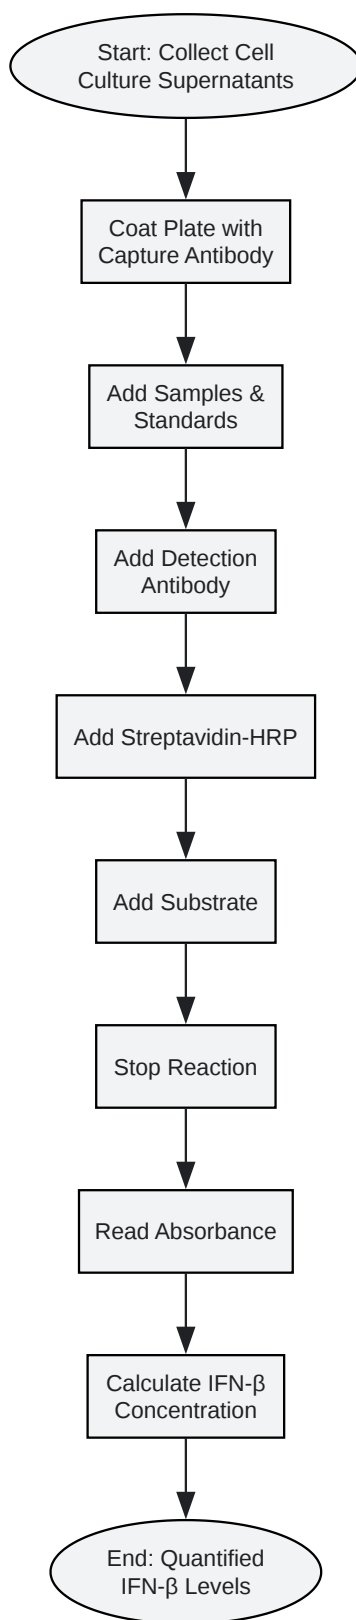 Start: Collect Cell
Culture Supernatants
Coat Plate with
Capture Antibody
Add Samples &
Standards
Add Detection
Antibody
Add Streptavidin-HRP
Add Substrate
Stop Reaction
Read Absorbance
Calculate IFN-β
Concentration
End: Quantified
IFN-β Levels